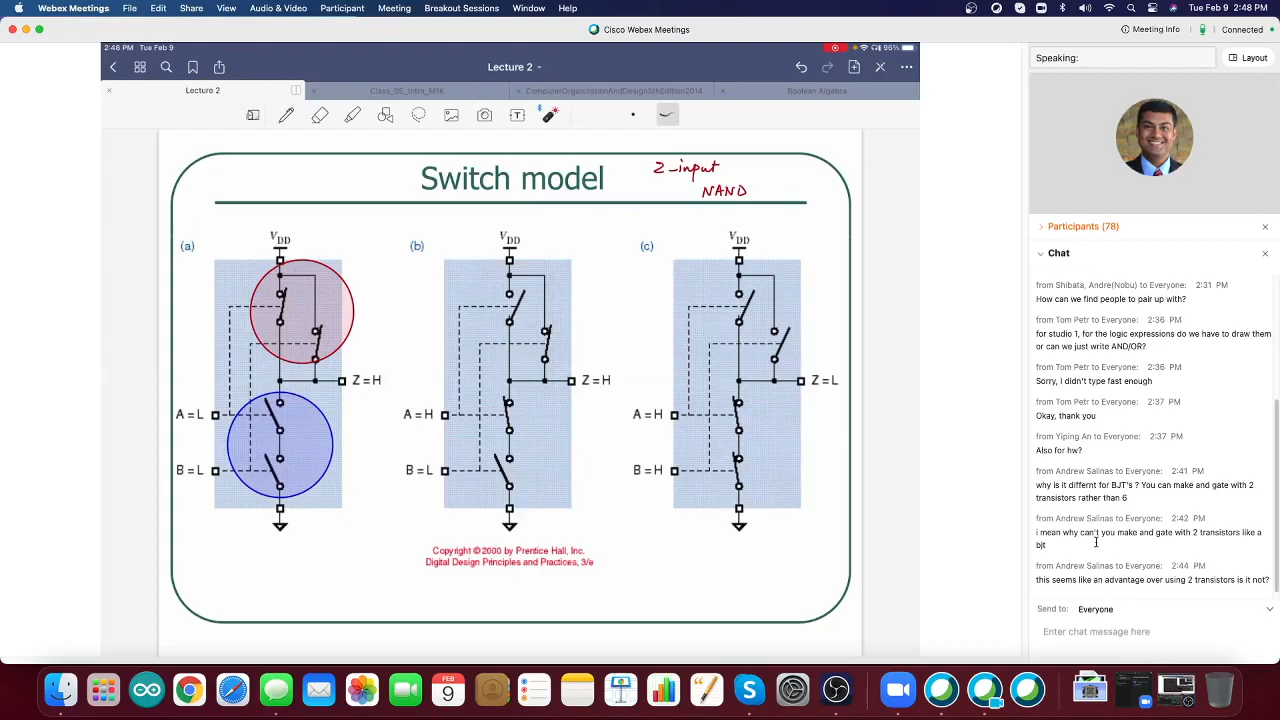 Webex Meetings File Edit Share View Audio & Video Participant Meeting Breakout Sessions Window Help Tue Feb 9 2:48 PM
Cisco Webex Meetings
Meeting Info Connected
2:48 PM Tue Feb 9
96%
Lecture 2
Lecture 2 Class_05_Intra_M1K ComputerOrganizationAndDesign5thEdition2014 Boolean Algebra
Switch model
2-input
NAND
(a) VDD
Z = H
A = L
B = L
(b) VDD
Z = H
A = H
B = L
(c) VDD
Z = L
A = H
B = H
Copyright © 2000 by Prentice Hall, Inc.
Digital Design Principles and Practices, 3/e
Speaking:
Layout
Participants (78)
Chat
from Shibata, Andre(Nobu) to Everyone: 2:31 PM
How can we find people to pair up with?
from Tom Petr to Everyone: 2:36 PM
for studio 1, for the logic expressions do we have to draw them
or can we just write AND/OR?
from Tom Petr to Everyone: 2:36 PM
Sorry, I didn't type fast enough
from Tom Petr to Everyone: 2:37 PM
Okay, thank you
from Yiping An to Everyone: 2:37 PM
Also for hw?
from Andrew Salinas to Everyone: 2:41 PM
why is it differnt for BJT's ? You can make and gate with 2
transistors rather than 6
from Andrew Salinas to Everyone: 2:42 PM
i mean why can't you make and gate with 2 transistors like a
bjt
from Andrew Salinas to Everyone: 2:44 PM
this seems like an advantage over using 2 transistors is it not?
Send to: Everyone
Enter chat message here
FEB
9